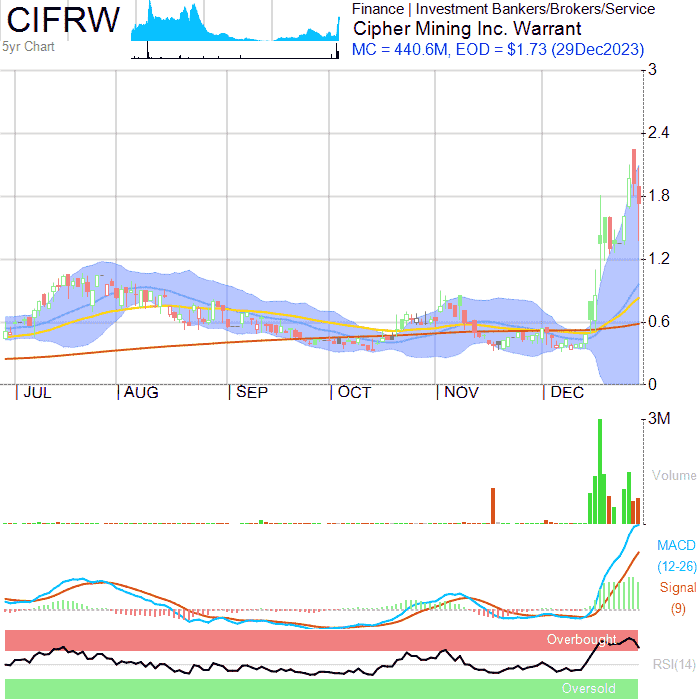 CIFRW
5yr Chart
Finance | Investment Bankers/Brokers/Service
Cipher Mining Inc. Warrant
MC = 440.6M, EOD = $1.73 (29Dec2023)
3
2.4
1.8
1.2
0.6
0
JUL AUG SEP OCT NOV DEC
3M
Volume
MACD
(12-26)
Signal
(9)
Overbought
RSI(14)
Oversold